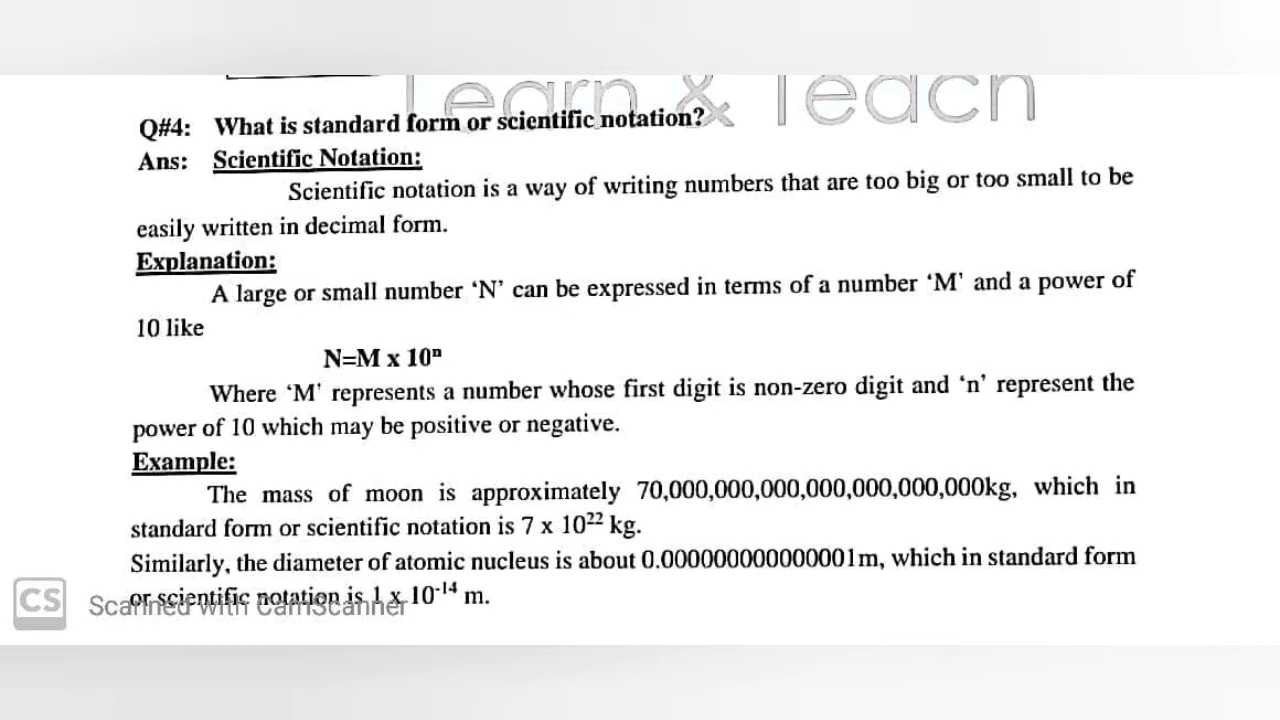 Learn & Teach
Q#4: What is standard form or scientific notation?
Ans: Scientific Notation:
Scientific notation is a way of writing numbers that are too big or too small to be
easily written in decimal form.
Explanation:
A large or small number ‘N’ can be expressed in terms of a number ‘M' and a power of
10 like
N=M x 10ⁿ
Where ‘M' represents a number whose first digit is non-zero digit and ‘n’ represent the
power of 10 which may be positive or negative.
Example:
The mass of moon is approximately 70,000,000,000,000,000,000,000kg, which in
standard form or scientific notation is 7 x 10²² kg.
Similarly, the diameter of atomic nucleus is about 0.000000000000001m, which in standard form
or scientific notation is 1 x 10⁻¹⁴ m.
CS Scanned with CamScanner